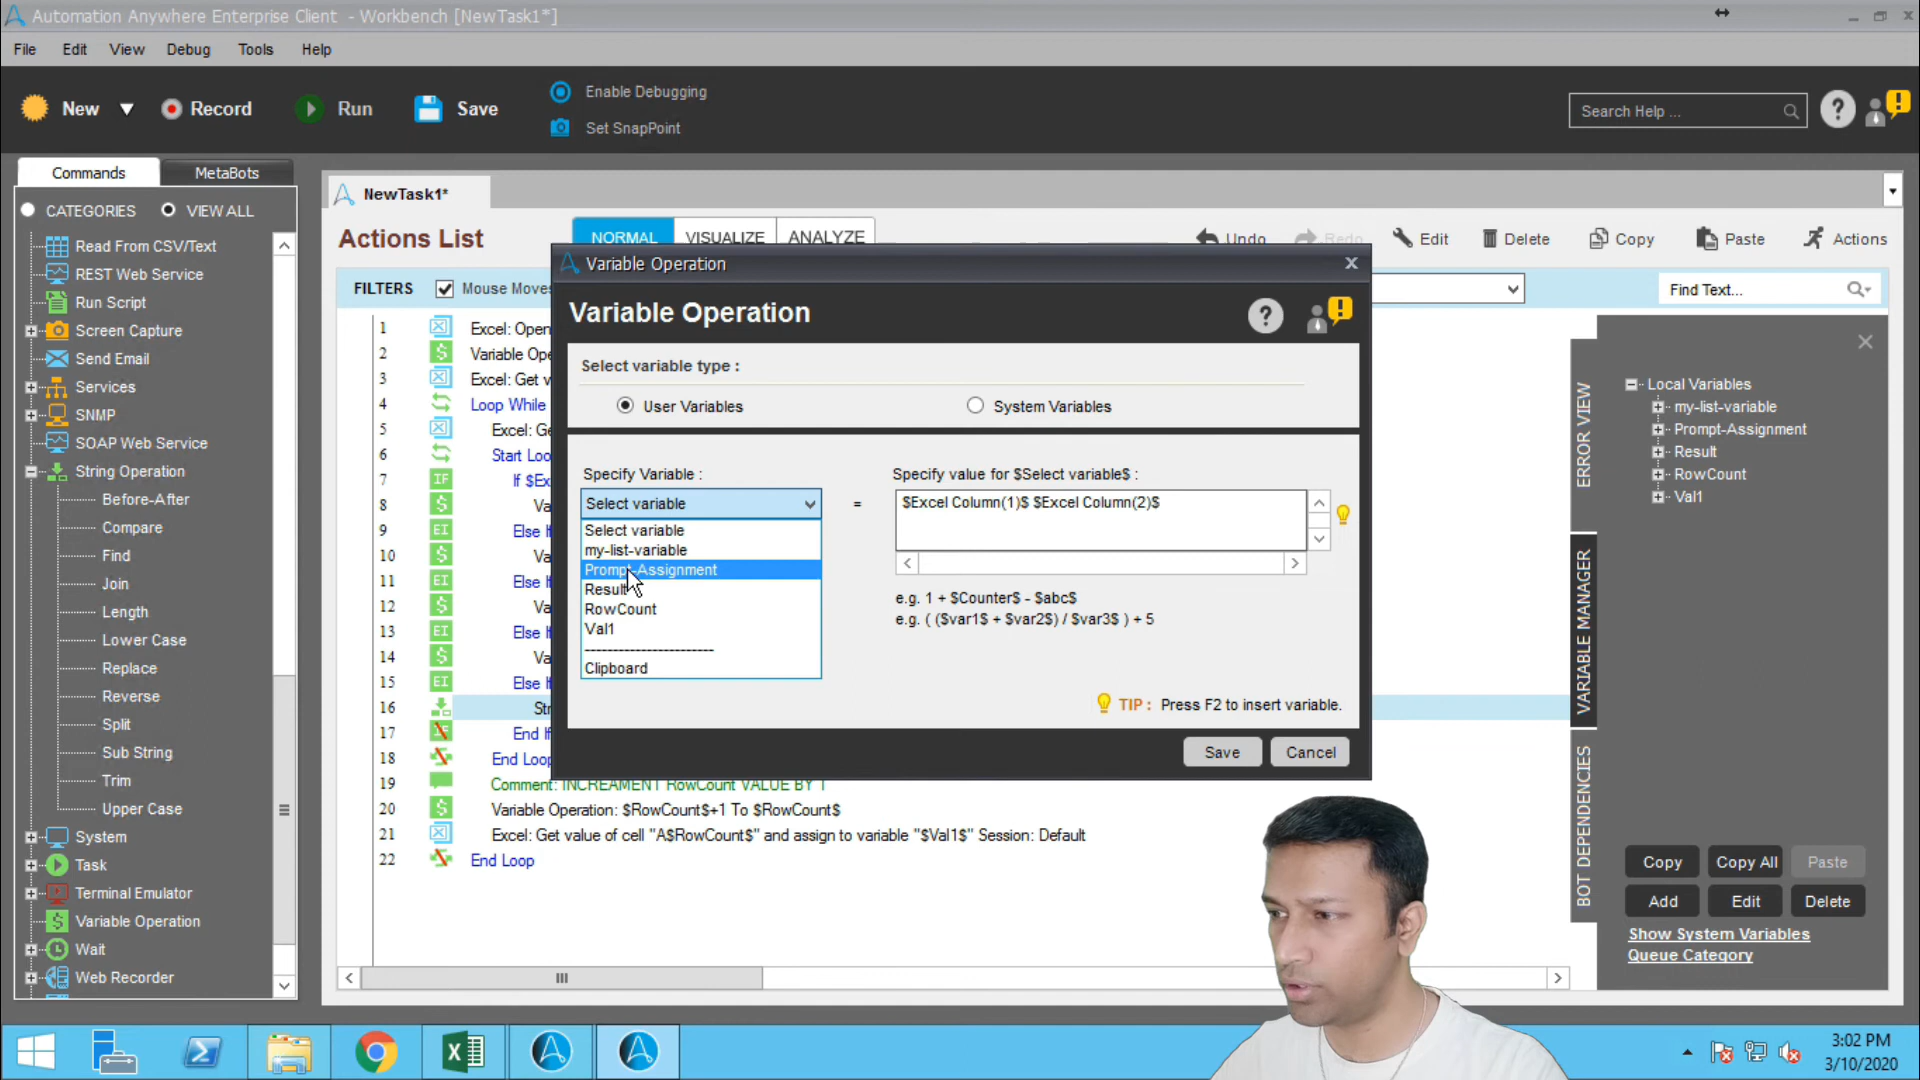 Automation Anywhere Enterprise Client - Workbench [NewTask1*]
File Edit View Debug Tools Help
New Record Run Save
Enable Debugging
Set SnapPoint
Search Help ...
Commands MetaBots
CATEGORIES VIEW ALL
Read From CSV/Text
REST Web Service
Run Script
Screen Capture
Send Email
Services
SNMP
SOAP Web Service
String Operation
Before-After
Compare
Find
Join
Length
Lower Case
Replace
Reverse
Split
Sub String
Trim
Upper Case
System
Task
Terminal Emulator
Variable Operation
Wait
Web Recorder
NewTask1*
Actions List
NORMAL VISUALIZE ANALYZE
Undo Redo Edit Delete Copy Paste Actions
FILTERS Mouse Moves
Find Text...
1 Excel: Open
2 Variable Ope
3 Excel: Get v
4 Loop While
5 Excel: Ge
6 Start Loo
7 If $Ex
8 Va
9 Else If
10 Va
11 Else If
12 Va
13 Else If
14 Va
15 Else If
16 Str
17 End If
18 End Loo
19 Comment: INCREAMENT RowCount VALUE BY 1
20 Variable Operation: $RowCount$+1 To $RowCount$
21 Excel: Get value of cell "A$RowCount$" and assign to variable "$Val1$" Session: Default
22 End Loop
Variable Operation
Variable Operation
Select variable type :
User Variables System Variables
Specify Variable :
Select variable
Select variable
my-list-variable
Prompt-Assignment
Result
RowCount
Val1
------------------------
Clipboard
=
Specify value for $Select variable$ :
$Excel Column(1)$ $Excel Column(2)$
e.g. 1 + $Counter$ - $abc$
e.g. ( ($var1$ + $var2$) / $var3$ ) + 5
TIP : Press F2 to insert variable.
Save Cancel
ERROR VIEW
VARIABLE MANAGER
BOT DEPENDENCIES
Local Variables
my-list-variable
Prompt-Assignment
Result
RowCount
Val1
Copy Copy All Paste
Add Edit Delete
Show System Variables
Queue Category
3:02 PM
3/10/2020